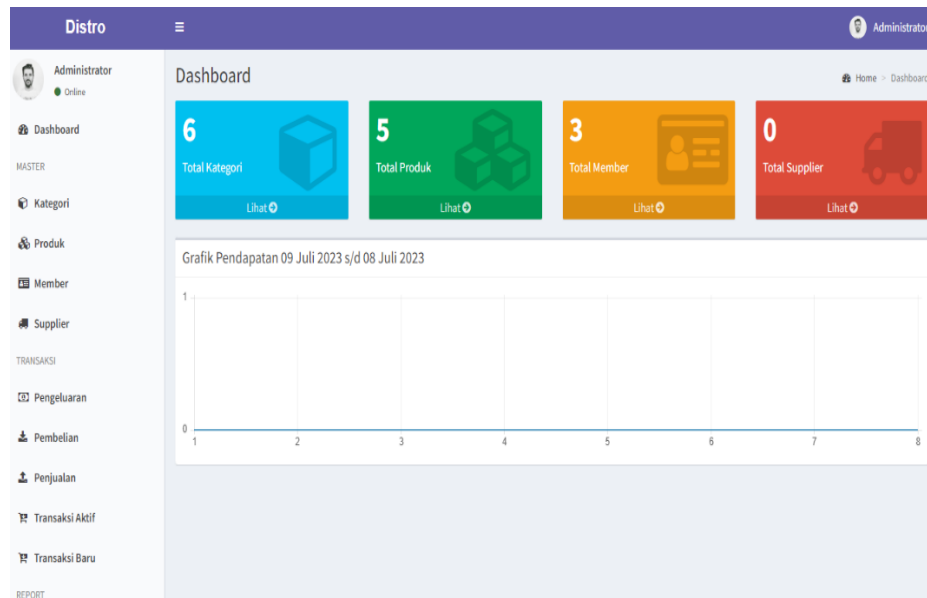 Distro
Administrator
Administrator
Online
Dashboard
MASTER
Kategori
Produk
Member
Supplier
TRANSAKSI
Pengeluaran
Pembelian
Penjualan
Transaksi Aktif
Transaksi Baru
REPORT
Dashboard
Home > Dashboard
6
Total Kategori
Lihat
5
Total Produk
Lihat
3
Total Member
Lihat
0
Total Supplier
Lihat
Grafik Pendapatan 09 Juli 2023 s/d 08 Juli 2023
1
0
1 2 3 4 5 6 7 8